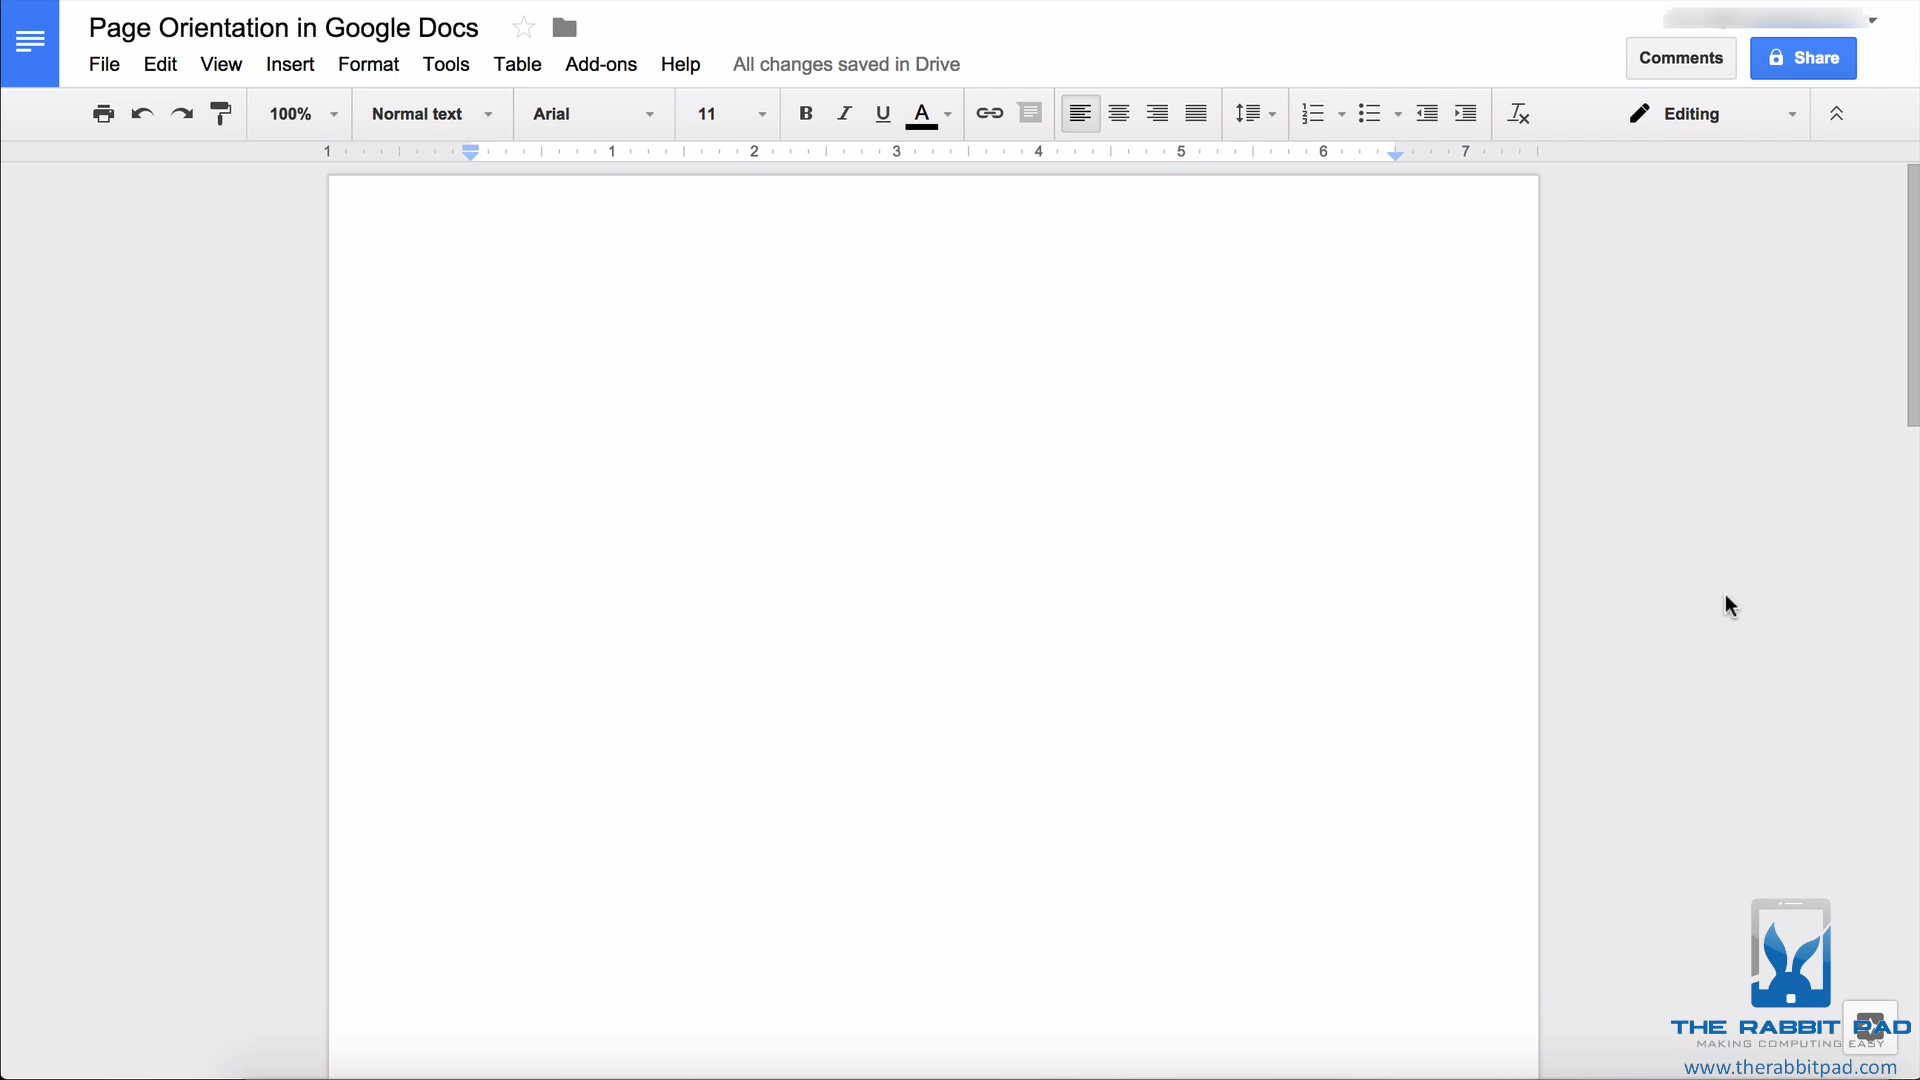 Page Orientation in Google Docs
File Edit View Insert Format Tools Table Add-ons Help All changes saved in Drive
Comments Share
100% Normal text Arial 11 B I U A Editing
1 1 2 3 4 5 6 7
THE RABBIT PAD
MAKING COMPUTING EASY
www.therabbitpad.com